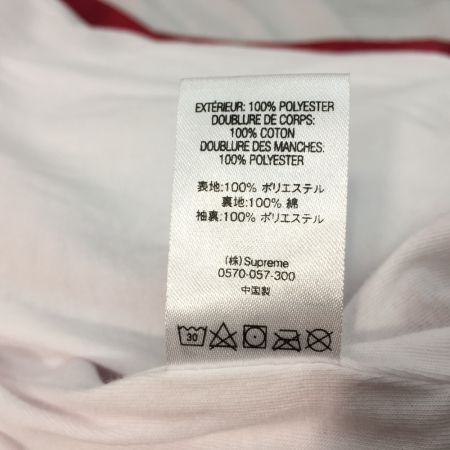 EXTÉRIEUR: 100% POLYESTER
DOUBLURE DE CORPS:
100% COTON
DOUBLURE DES MANCHES:
100% POLYESTER
表地:100% ポリエステル
裏地:100% 綿
袖裏:100% ポリエステル
(株)Supreme
0570-057-300
中国製
30